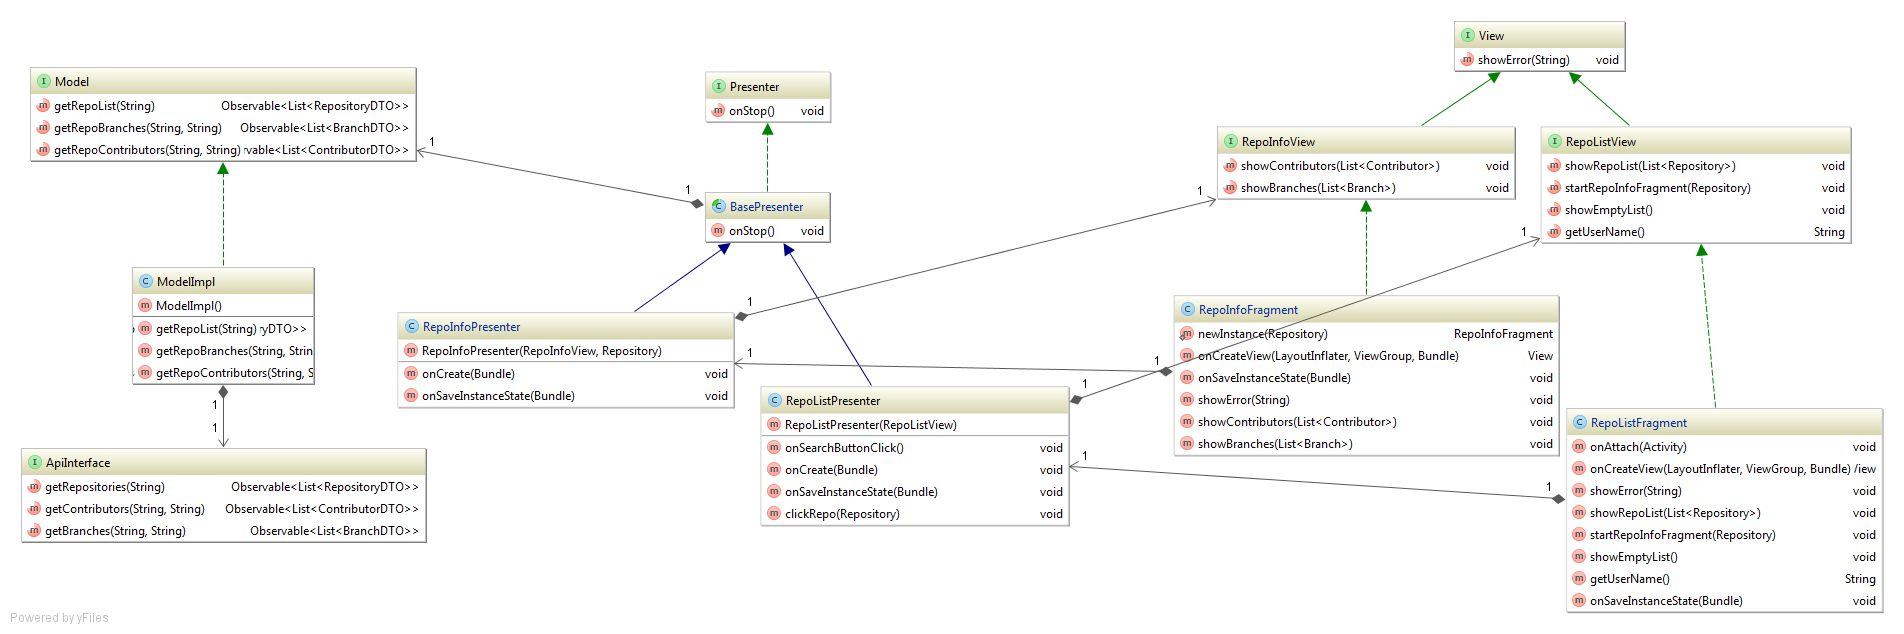 View
showError(String) void
Model
getRepoList(String) Observable<List<RepositoryDTO>>
getRepoBranches(String, String) Observable<List<BranchDTO>>
getRepoContributors(String, String) vable<List<ContributorDTO>>
Presenter
onStop() void
1
1
BasePresenter
onStop() void
RepoInfoView
showContributors(List<Contributor>) void
showBranches(List<Branch>) void
1
RepoListView
showRepoList(List<Repository>) void
startRepoInfoFragment(Repository) void
showEmptyList() void
getUserName() String
1
ModelImpl
ModelImpl()
getRepoList(String) yDTO>>
getRepoBranches(String, Strin
getRepoContributors(String, S
1
1
RepoInfoPresenter
RepoInfoPresenter(RepoInfoView, Repository)
onCreate(Bundle) void
onSaveInstanceState(Bundle) void
1
1
RepoInfoFragment
newInstance(Repository) RepoInfoFragment
onCreateView(LayoutInflater, ViewGroup, Bundle) View
onSaveInstanceState(Bundle) void
showError(String) void
showContributors(List<Contributor>) void
showBranches(List<Branch>) void
1
RepoListPresenter
RepoListPresenter(RepoListView)
onSearchButtonClick() void
onCreate(Bundle) void
onSaveInstanceState(Bundle) void
clickRepo(Repository) void
1
1
1
RepoListFragment
onAttach(Activity) void
onCreateView(LayoutInflater, ViewGroup, Bundle) /iew
showError(String) void
showRepoList(List<Repository>) void
startRepoInfoFragment(Repository) void
showEmptyList() void
getUserName() String
onSaveInstanceState(Bundle) void
ApiInterface
getRepositories(String) Observable<List<RepositoryDTO>>
getContributors(String, String) Observable<List<ContributorDTO>>
getBranches(String, String) Observable<List<BranchDTO>>
Powered by yFiles